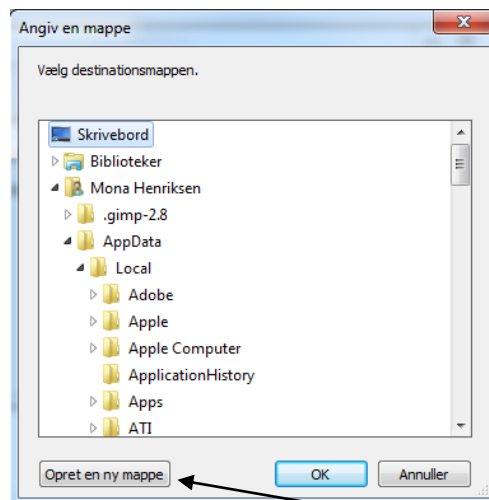 Angiv en mappe
Vælg destinationsmappen.
Skrivebord
Biblioteker
Mona Henriksen
.gimp-2.8
AppData
Local
Adobe
Apple
Apple Computer
ApplicationHistory
Apps
ATI
Opret en ny mappe OK Annuller